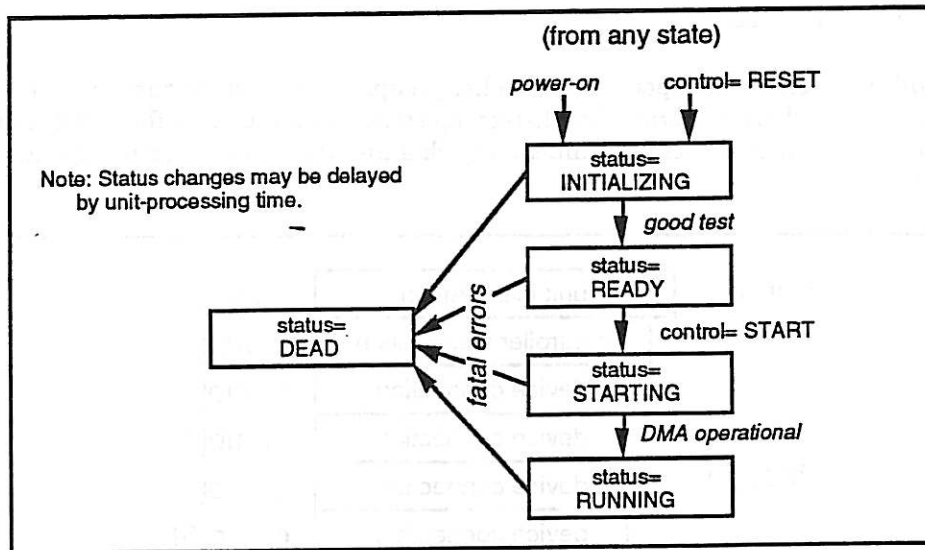 (from any state)
power-on
control= RESET
status=
INITIALIZING
Note: Status changes may be delayed
by unit-processing time.
good test
status=
READY
fatal errors
control= START
status=
DEAD
status=
STARTING
DMA operational
status=
RUNNING